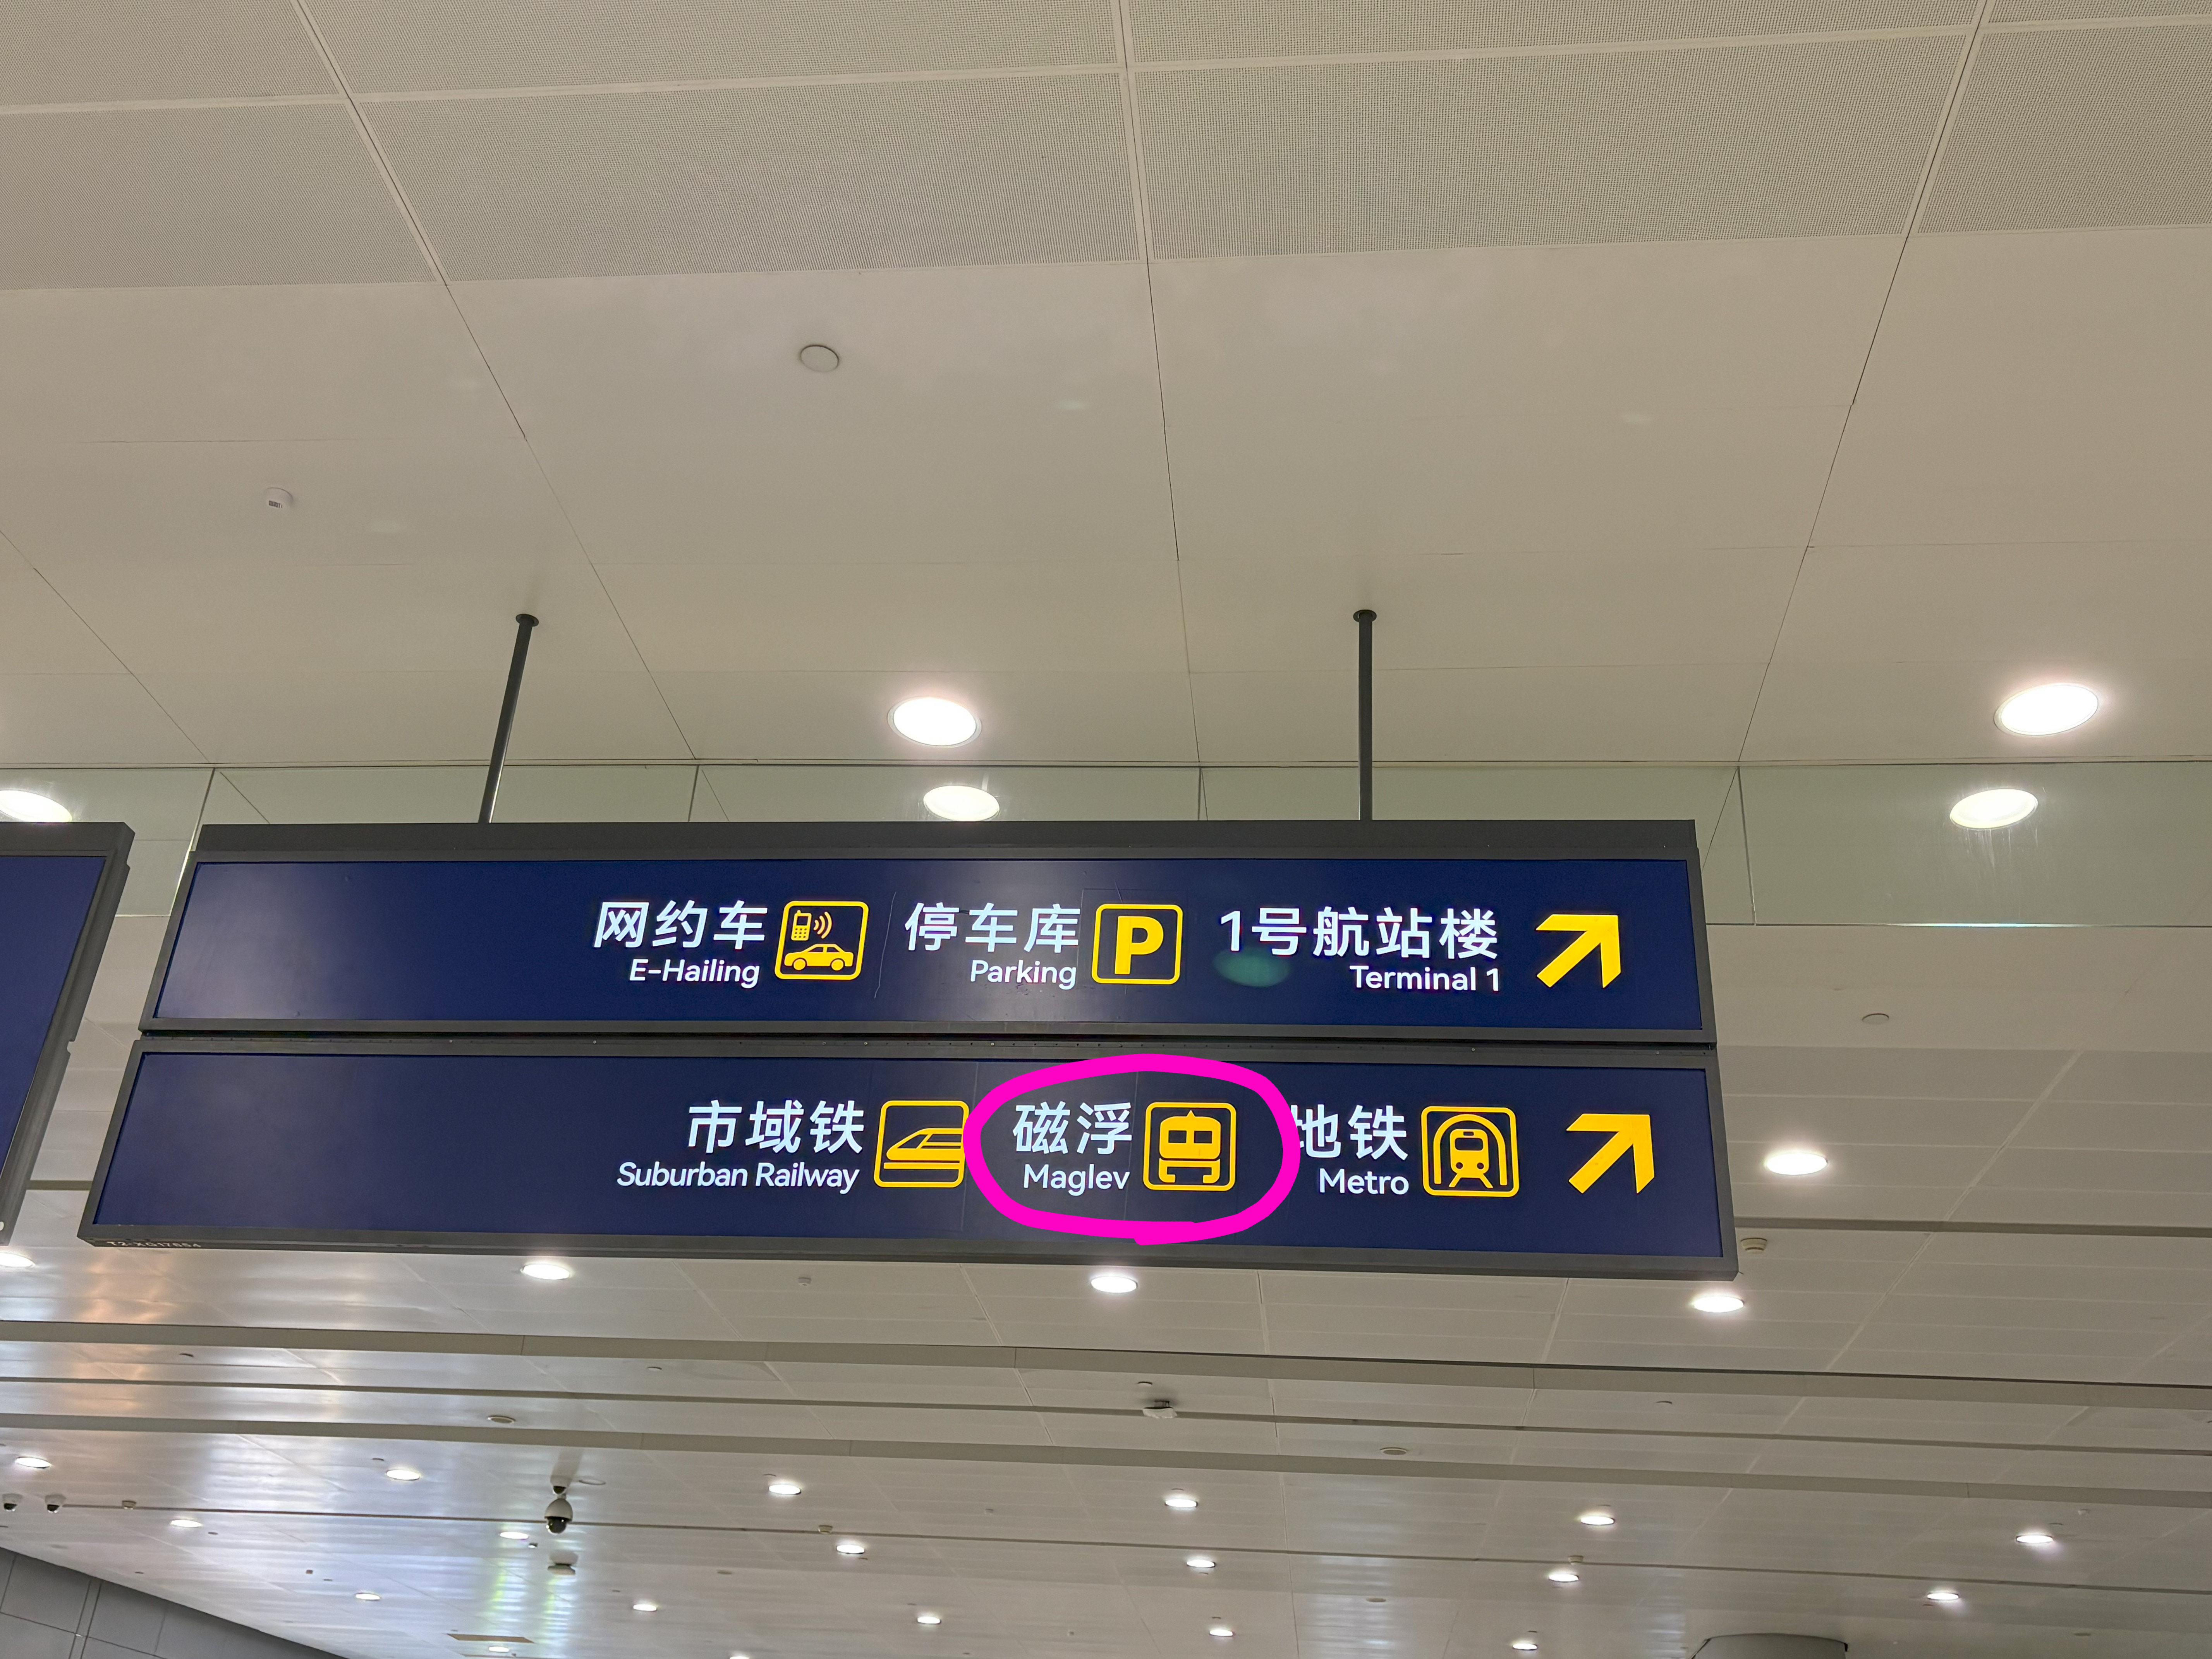 网约车 停车库 P 1号航站楼
E-Hailing Parking Terminal 1
市域铁 磁浮 地铁
Suburban Railway Maglev Metro